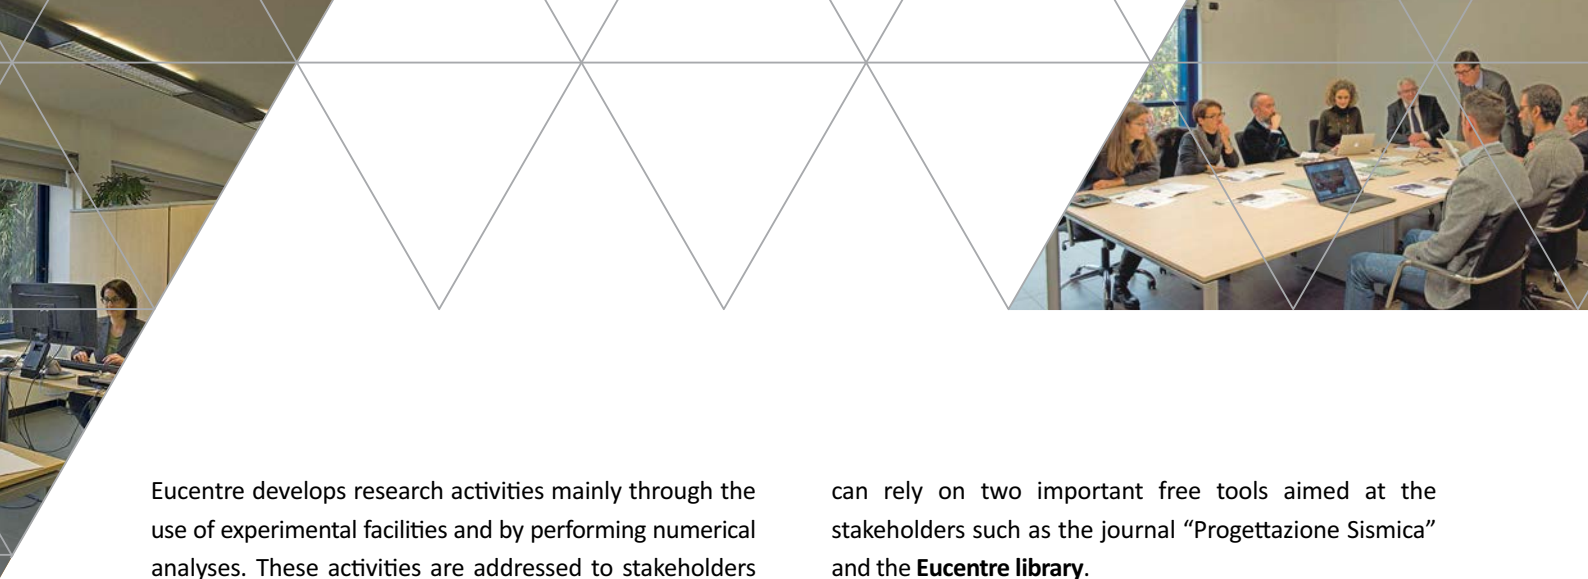 Eucentre develops research activities mainly through the
use of experimental facilities and by performing numerical
analyses. These activities are addressed to stakeholders
can rely on two important free tools aimed at the
stakeholders such as the journal “Progettazione Sismica”
and the Eucentre library.